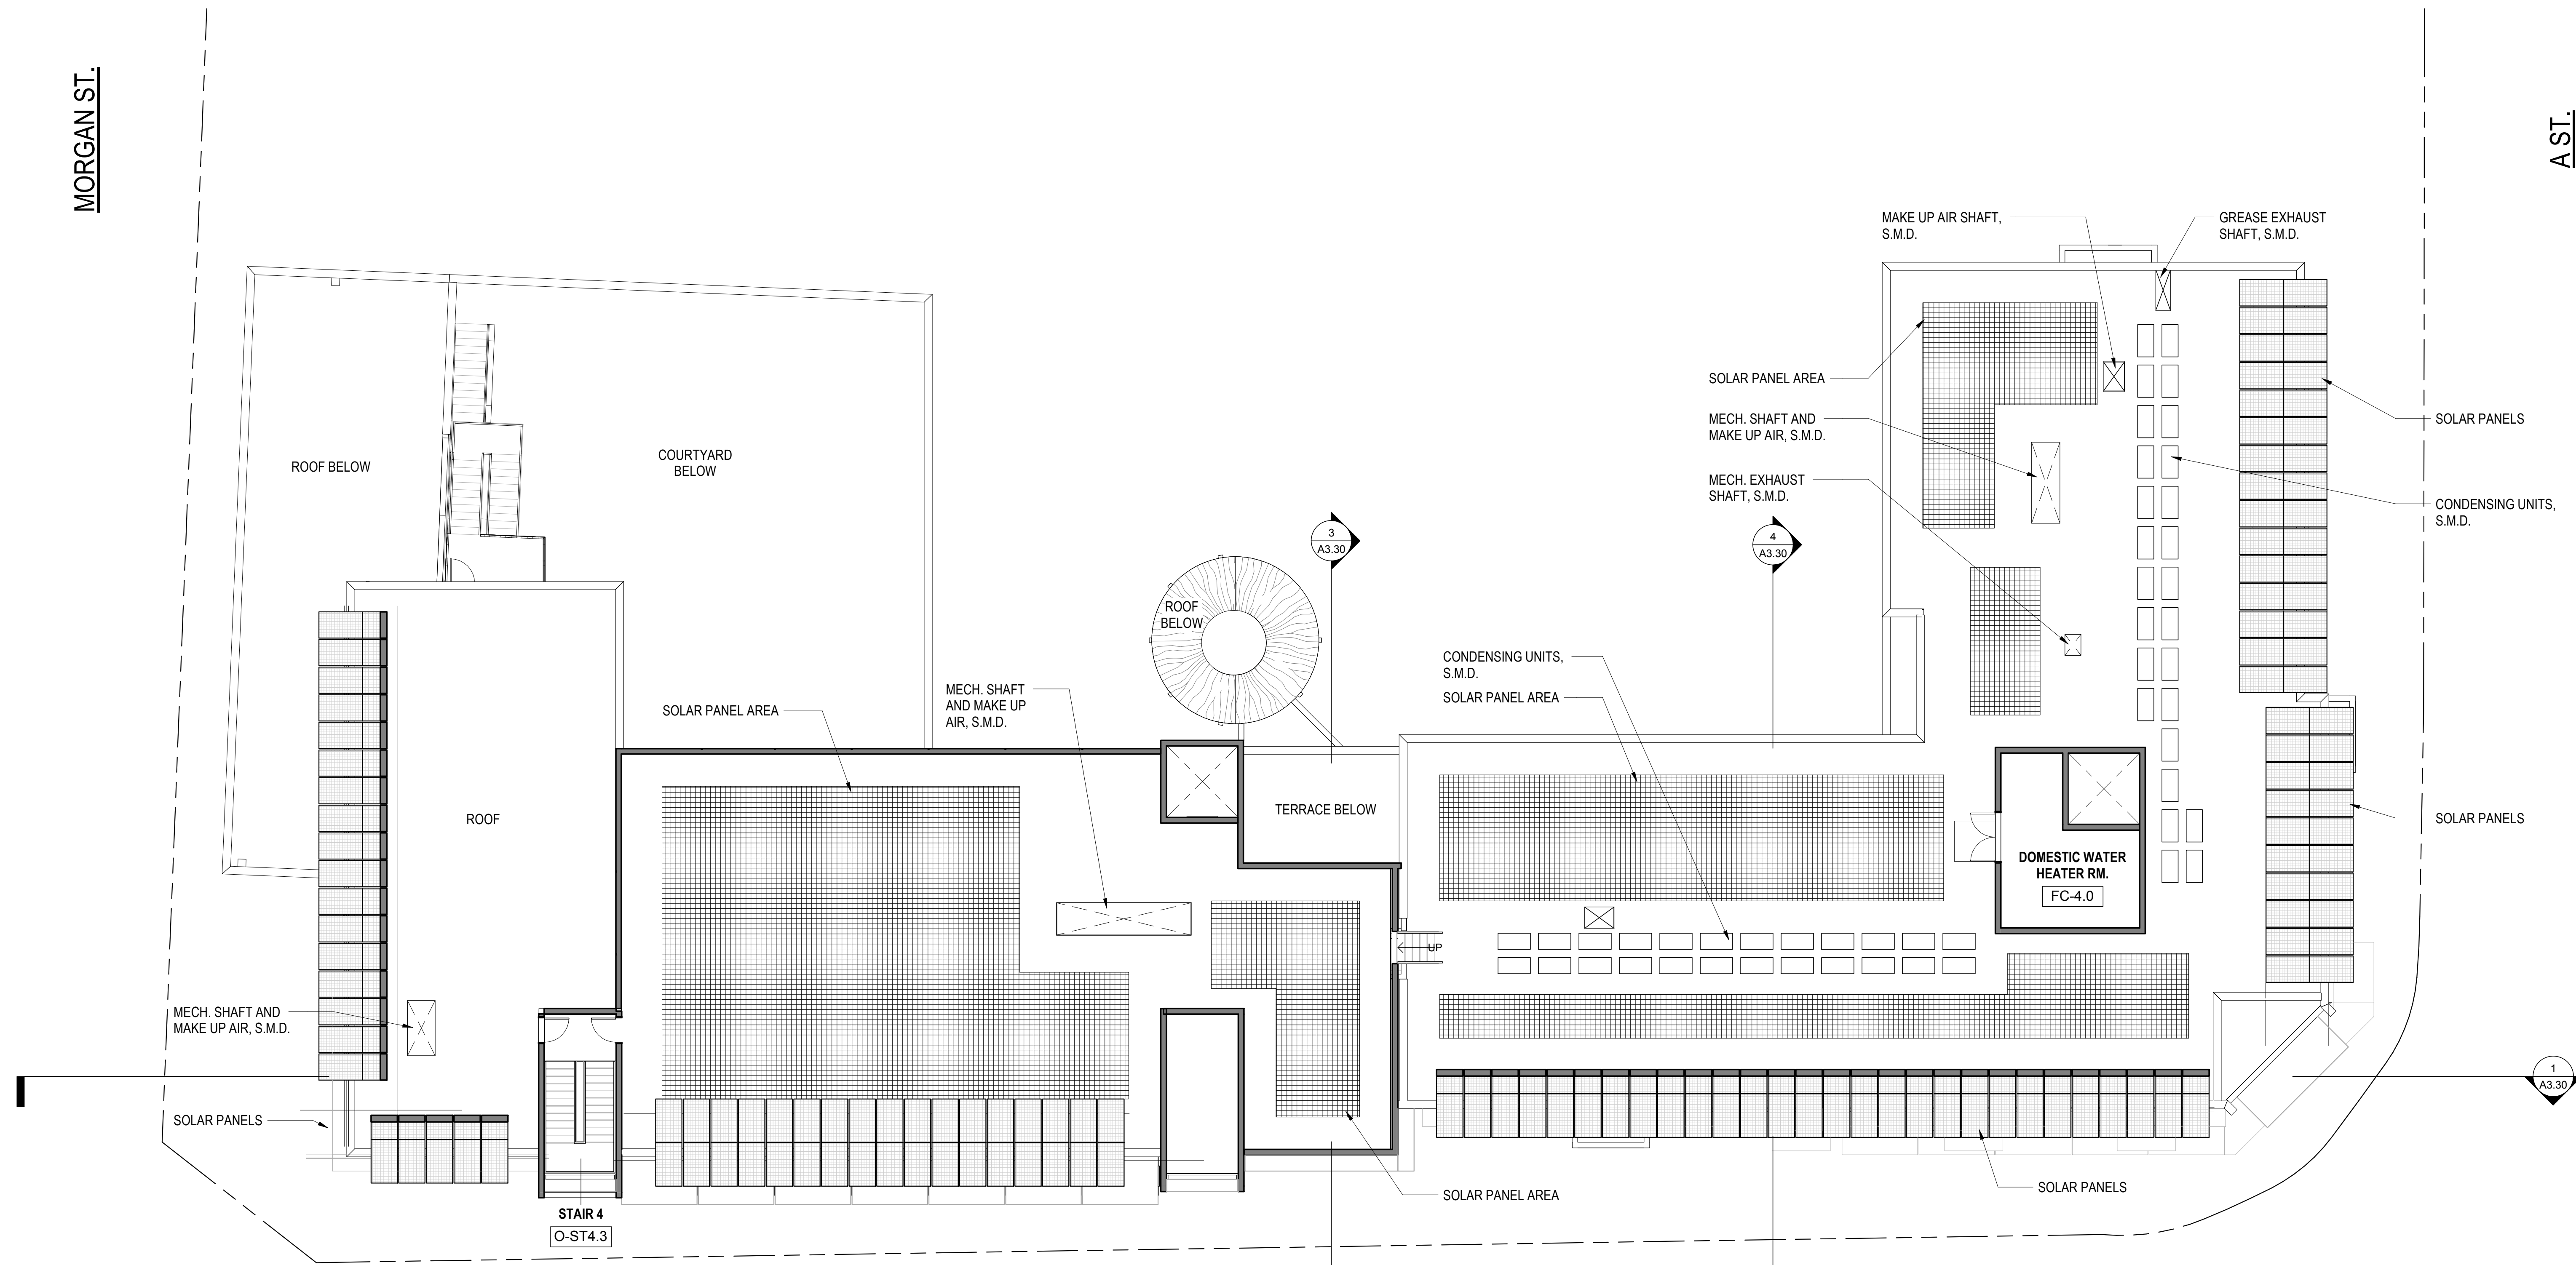 MORGAN ST.
A ST.
MAKE UP AIR SHAFT,
S.M.D.
GREASE EXHAUST
SHAFT, S.M.D.
SOLAR PANEL AREA
MECH. SHAFT AND
MAKE UP AIR, S.M.D.
MECH. EXHAUST
SHAFT, S.M.D.
SOLAR PANELS
CONDENSING UNITS,
S.M.D.
ROOF BELOW
COURTYARD
BELOW
3
A3.30
4
A3.30
ROOF
BELOW
CONDENSING UNITS,
S.M.D.
SOLAR PANEL AREA
MECH. SHAFT
AND MAKE UP
AIR, S.M.D.
SOLAR PANEL AREA
ROOF
TERRACE BELOW
SOLAR PANELS
DOMESTIC WATER
HEATER RM.
FC-4.0
UP
MECH. SHAFT AND
MAKE UP AIR, S.M.D.
1
A3.30
SOLAR PANELS
SOLAR PANEL AREA
SOLAR PANELS
STAIR 4
O-ST4.3